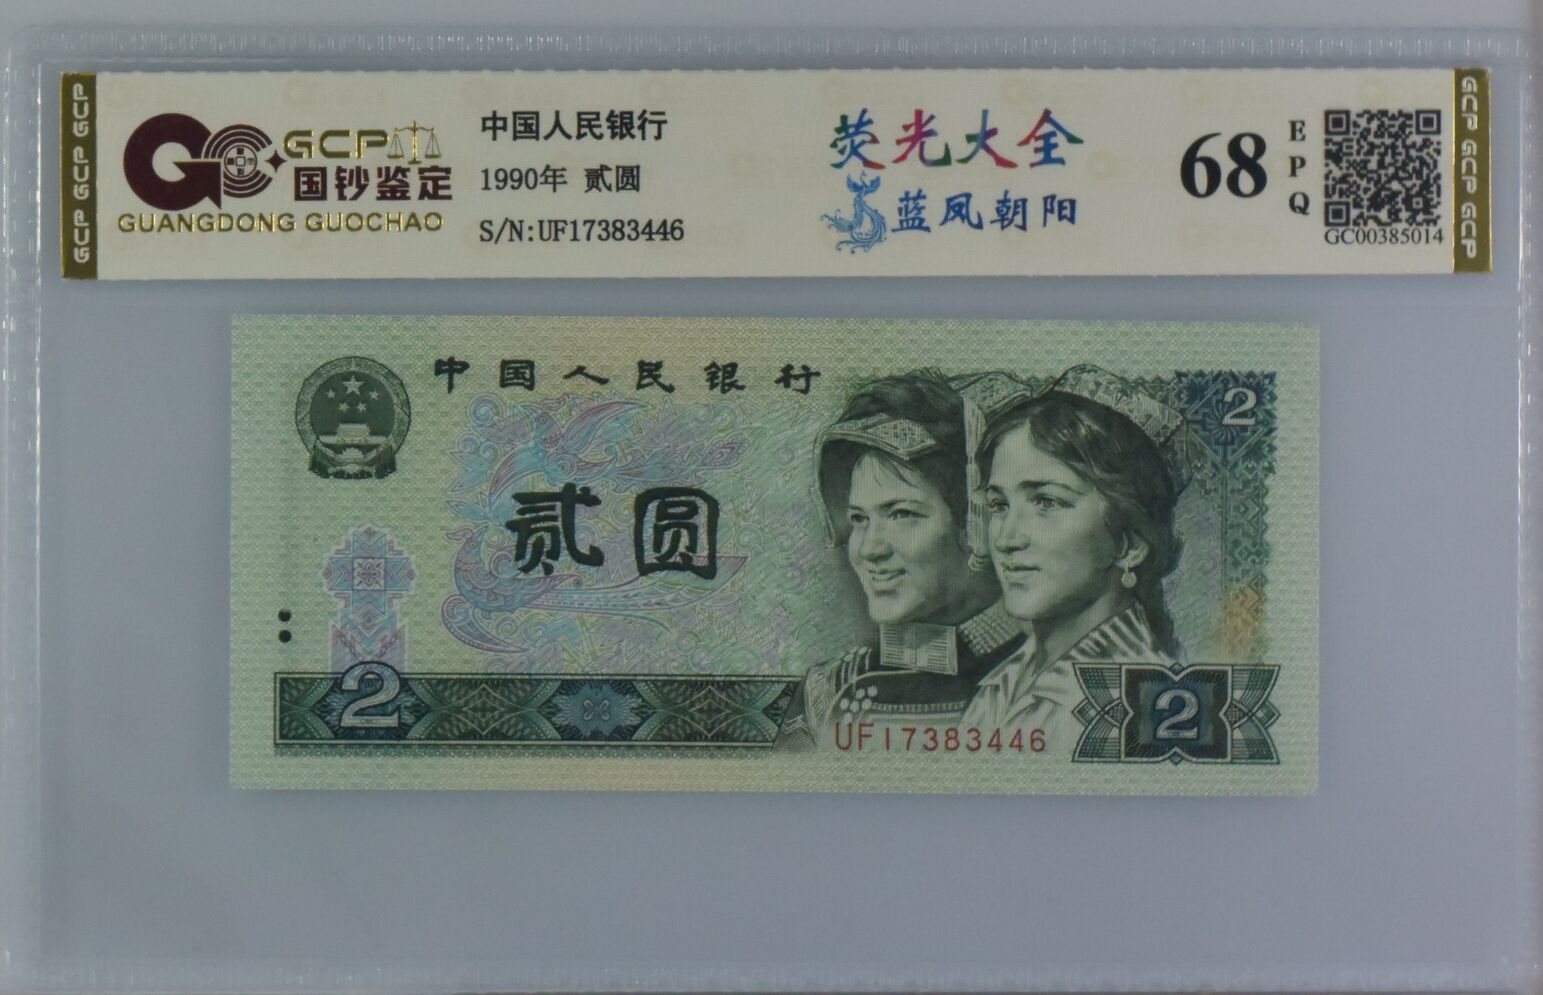 GCP GCP GCP
GCP
国钞鉴定
GUANGDONG GUOCHAO
中国人民银行
1990年 贰圆
S/N:UF17383446
荧光大全
蓝凤朝阳
68
EPQ
GC00385014
GCP GCP GCP
中国人民银行
2
贰圆
2
UF17383446
2